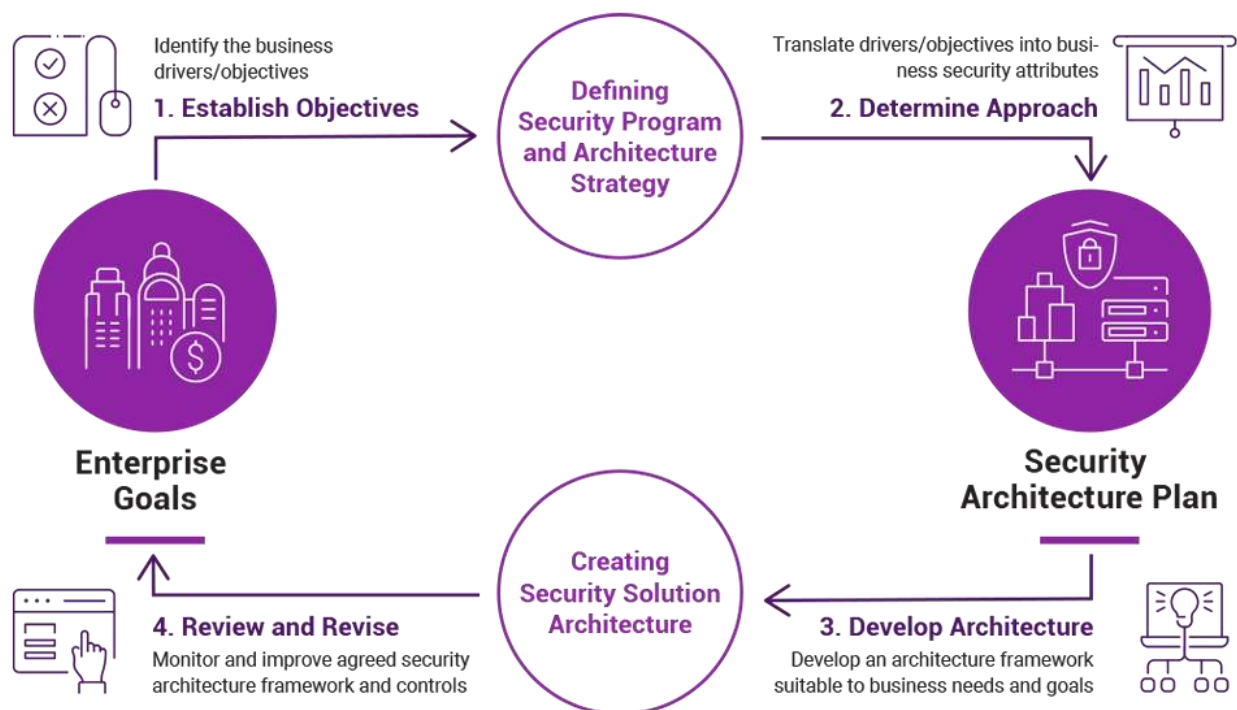 Identify the business
drivers/objectives
1. Establish Objectives
Defining
Security Program
and Architecture
Strategy
Translate drivers/objectives into busi-
ness security attributes
2. Determine Approach
$
Enterprise
Goals
Security
Architecture Plan
Creating
Security Solution
Architecture
3. Develop Architecture
Develop an architecture framework
suitable to business needs and goals
4. Review and Revise
Monitor and improve agreed security
architecture framework and controls